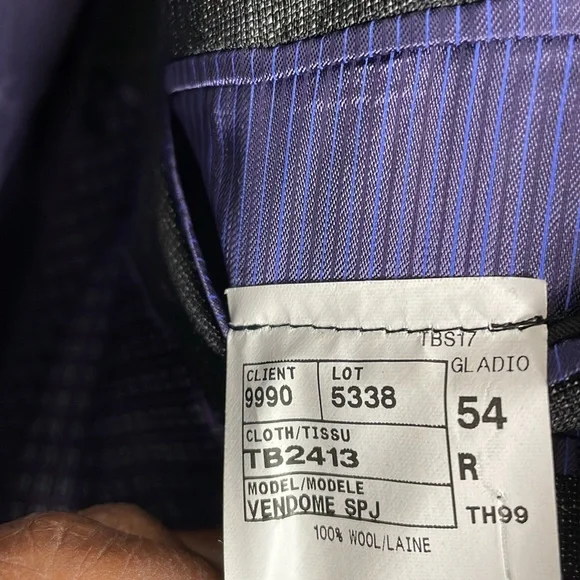 TBS17
GLADIO
CLIENT LOT
9990 5338
54
CLOTH/TISSU
TB2413
R
MODEL/MODELE
VENDOME SPJ
TH99
100% WOOL/LAINE